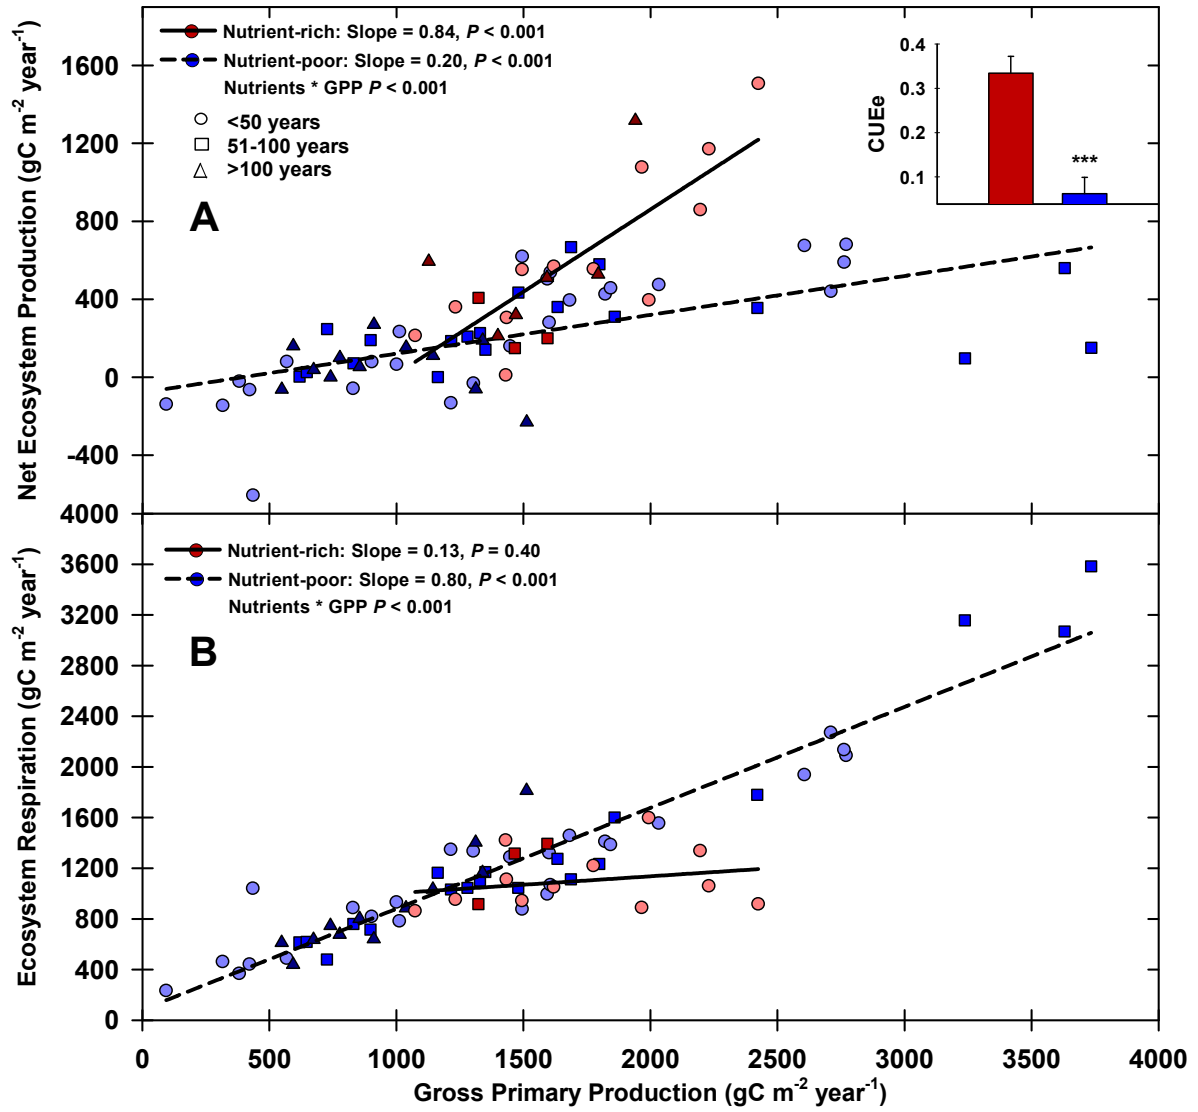 Nutrient-rich: Slope = 0.84, P < 0.001
Nutrient-poor: Slope = 0.20, P < 0.001
Nutrients * GPP P < 0.001
<50 years
51-100 years
>100 years
A
Net Ecosystem Production (gC m⁻² year⁻¹)
1600
1200
800
400
0
-400
CUEe
0.4
0.3
0.2
0.1
***
4000
Nutrient-rich: Slope = 0.13, P = 0.40
Nutrient-poor: Slope = 0.80, P < 0.001
Nutrients * GPP P < 0.001
B
Ecosystem Respiration (gC m⁻² year⁻¹)
3600
3200
2800
2400
2000
1600
1200
800
400
0
0 500 1000 1500 2000 2500 3000 3500 4000
Gross Primary Production (gC m⁻² year⁻¹)